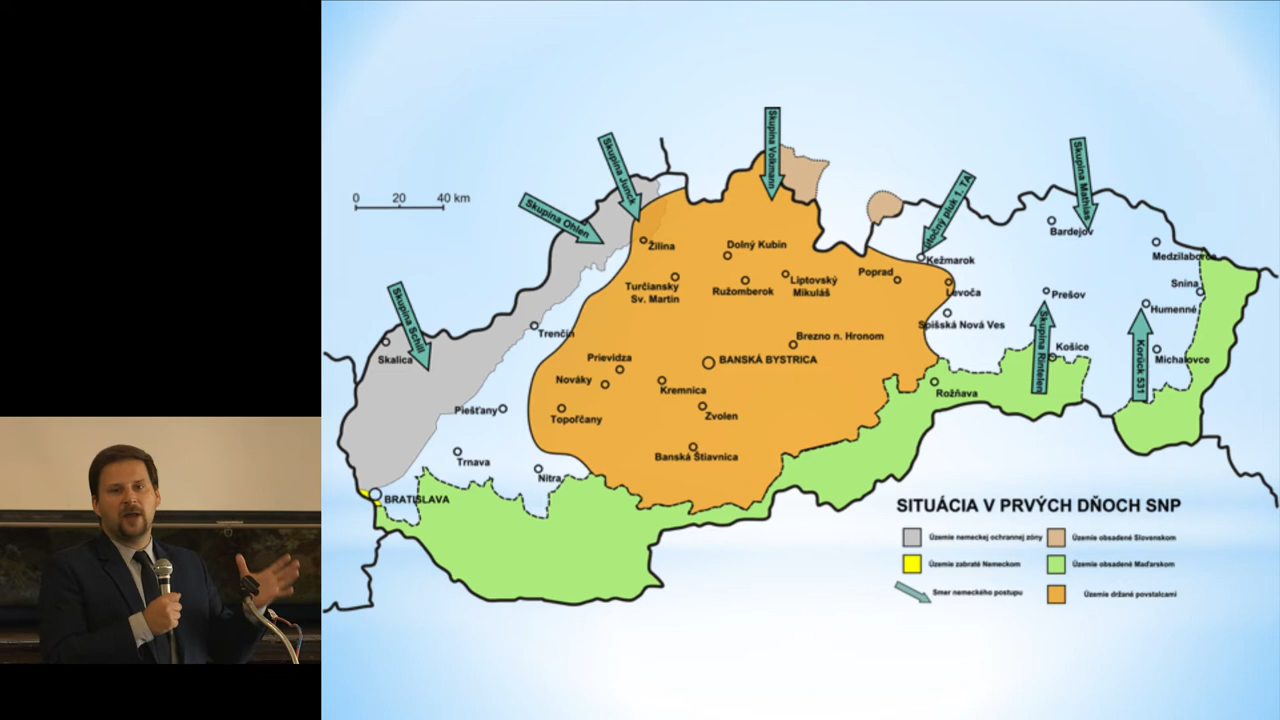 Skupina Volkmann
Skupina Junck
Skupina Mathias
Útočný pluk 1. TA
Skupina Ohlen
Skupina Schill
0 20 40 km
Bardejov
Žilina
Dolný Kubín
Medzilaborce
Kežmarok
Poprad
Liptovský
Mikuláš
Turčiansky
Sv. Martin
Ružomberok
Levoča
Prešov
Snina
Humenné
Spišská Nová Ves
Trenčín
Brezno n. Hronom
Skupina Rintelen
Korück 531
Košice
Skalica
Prievidza
BANSKÁ BYSTRICA
Michalovce
Nováky
Kremnica
Rožňava
Piešťany
Topoľčany
Zvolen
Trnava
Banská Štiavnica
Nitra
BRATISLAVA
SITUÁCIA V PRVÝCH DŇOCH SNP
Územie nemeckej ochrannej zóny
Územie obsadené Slovenskom
Územie zabraté Nemeckom
Územie obsadené Maďarskom
Smer nemeckého postupu
Územie držané povstalcami